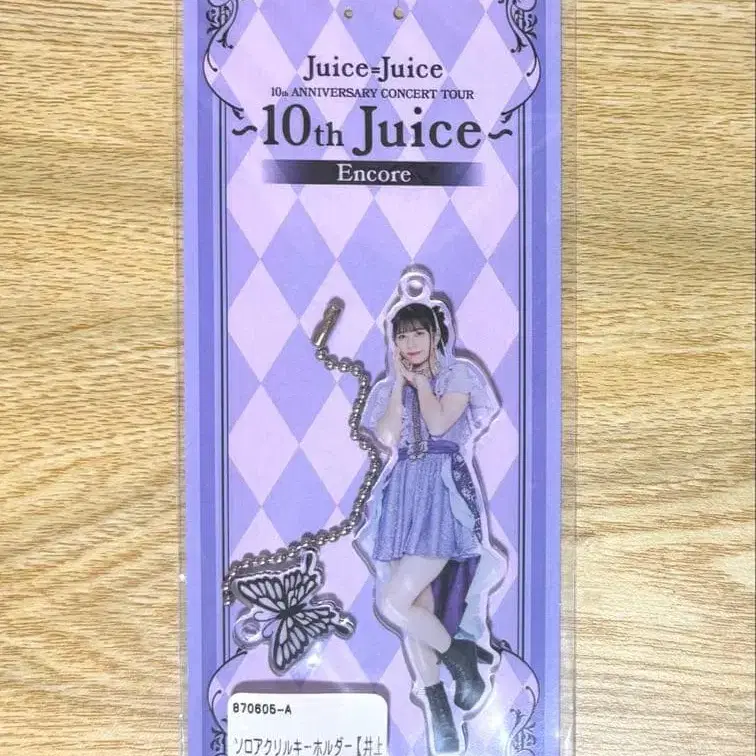 Juice=Juice
10th ANNIVERSARY CONCERT TOUR
~10th Juice~
Encore
870605-A
ソロアクリルキーホルダー【井上